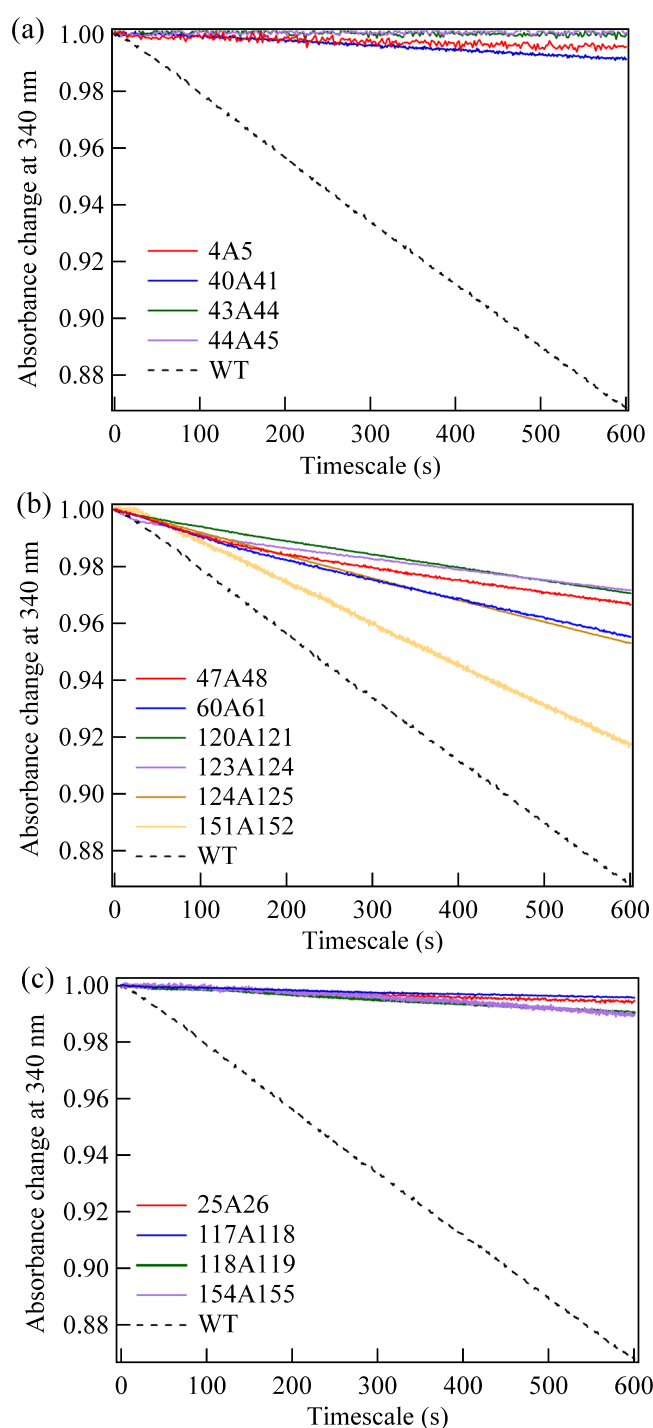 (a)
Absorbance change at 340 nm
1.00
0.98
0.96
0.94
0.92
0.90
0.88
4A5
40A41
43A44
44A45
WT
0 100 200 300 400 500 600
Timescale (s)
(b)
Absorbance change at 340 nm
1.00
0.98
0.96
0.94
0.92
0.90
0.88
47A48
60A61
120A121
123A124
124A125
151A152
WT
0 100 200 300 400 500 600
Timescale (s)
(c)
Absorbance change at 340 nm
1.00
0.98
0.96
0.94
0.92
0.90
0.88
25A26
117A118
118A119
154A155
WT
0 100 200 300 400 500 600
Timescale (s)